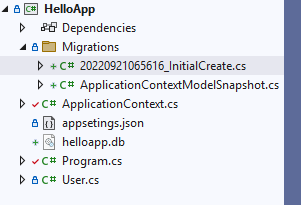 C# HelloApp
Dependencies
Migrations
C# 20220921065616_InitialCreate.cs
C# ApplicationContextModelSnapshot.cs
C# ApplicationContext.cs
appsetings.json
helloapp.db
C# Program.cs
C# User.cs